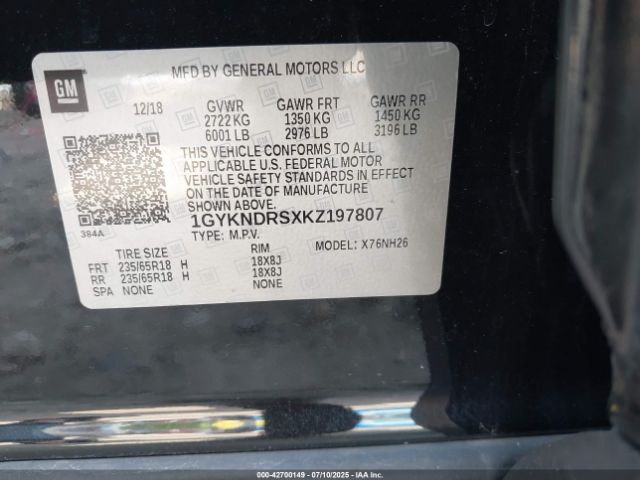 GM
MFD BY GENERAL MOTORS LLC
12/18 GVWR GAWR FRT GAWR RR
2722 KG 1350 KG 1450 KG
6001 LB 2976 LB 3196 LB
THIS VEHICLE CONFORMS TO ALL
APPLICABLE U.S. FEDERAL MOTOR
VEHICLE SAFETY STANDARDS IN EFFECT
ON THE DATE OF MANUFACTURE
SHOWN ABOVE.
384A
1GYKNDRSXKZ197807
TYPE: M.P.V. MODEL: X76NH26
TIRE SIZE RIM
FRT 235/65R18 H 18X8J
RR 235/65R18 H 18X8J
SPA NONE NONE
000-42700149 07/10/2025 IAAI.COM